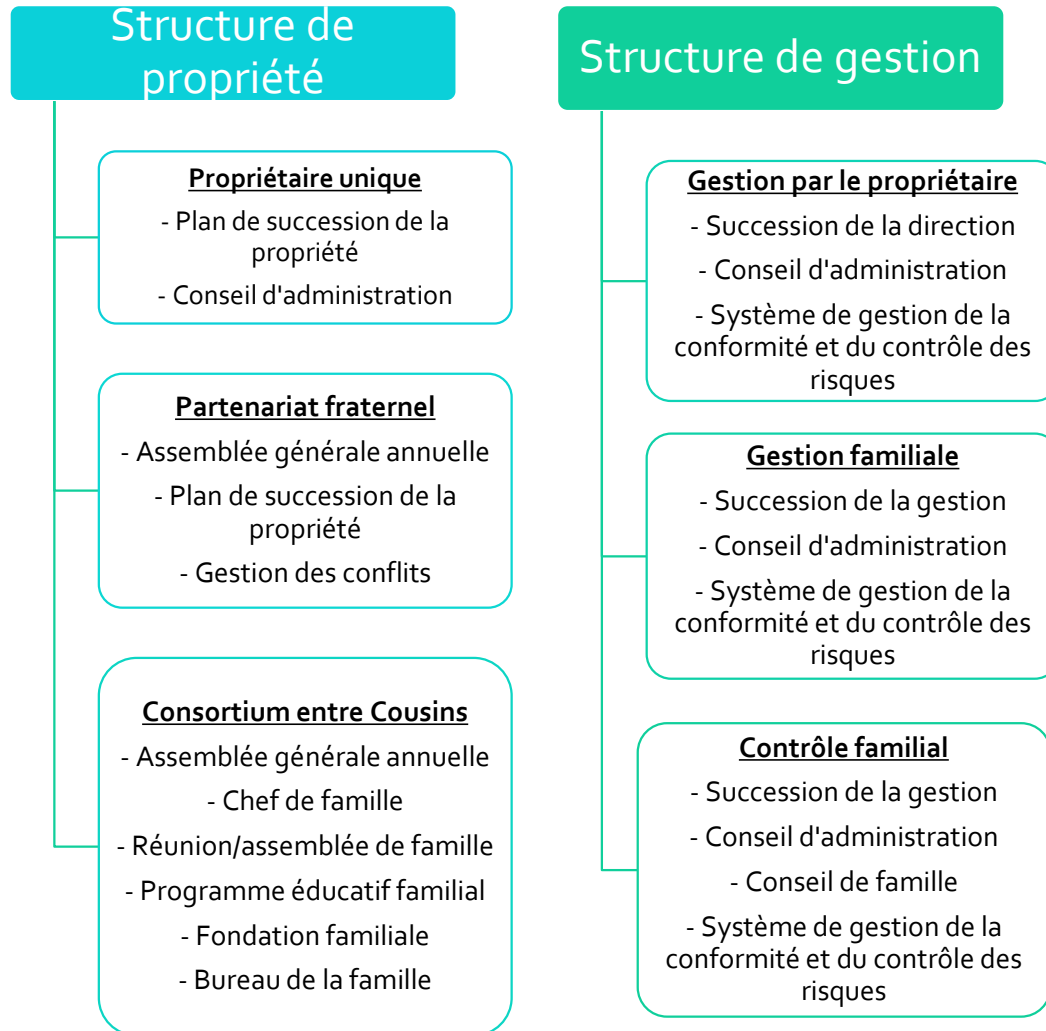 Structure de
propriété
Propriétaire unique
- Plan de succession de la
propriété
- Conseil d'administration
Partenariat fraternel
- Assemblée générale annuelle
- Plan de succession de la
propriété
- Gestion des conflits
Consortium entre Cousins
- Assemblée générale annuelle
- Chef de famille
- Réunion/assemblée de famille
- Programme éducatif familial
- Fondation familiale
- Bureau de la famille
Structure de gestion
Gestion par le propriétaire
- Succession de la direction
- Conseil d'administration
- Système de gestion de la
conformité et du contrôle des
risques
Gestion familiale
- Succession de la gestion
- Conseil d'administration
- Système de gestion de la
conformité et du contrôle des
risques
Contrôle familial
- Succession de la gestion
- Conseil d'administration
- Conseil de famille
- Système de gestion de la
conformité et du contrôle des
risques